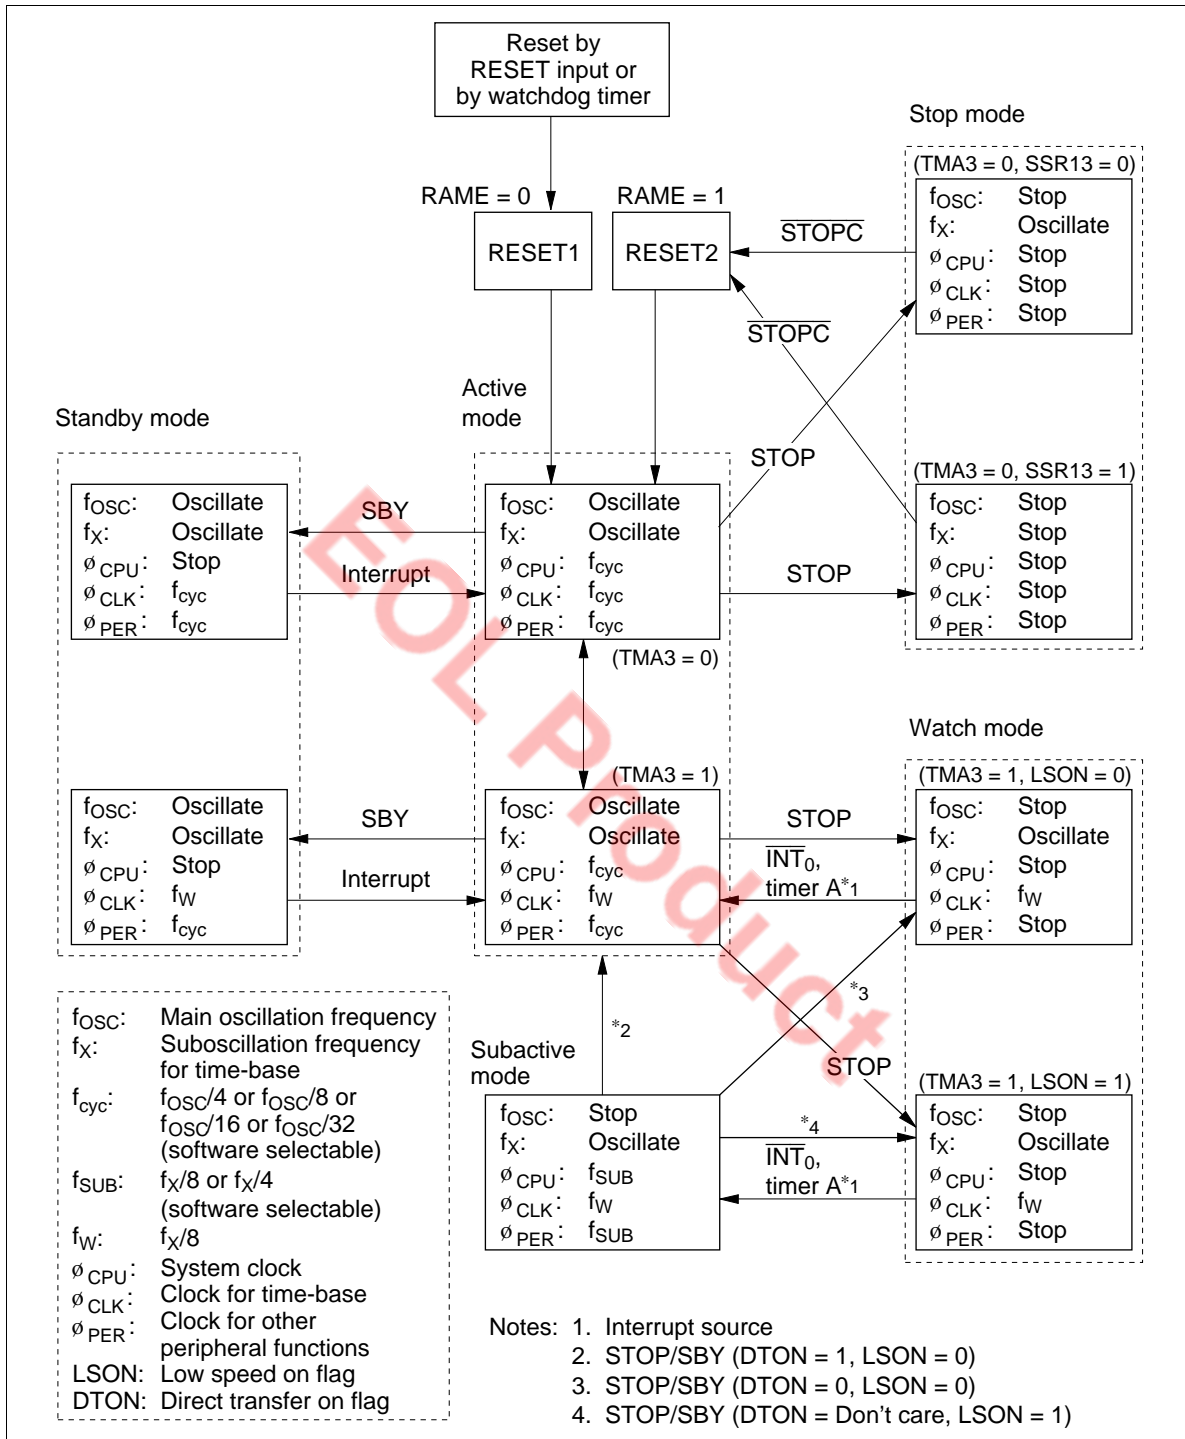 Reset by
RESET input or
by watchdog timer
Stop mode
(TMA3 = 0, SSR13 = 0)
RAME = 0
RAME = 1
RESET1
RESET2
STOPC
fOSC: Stop
fX: Oscillate
øCPU: Stop
øCLK: Stop
øPER: Stop
STOPC
Active
mode
Standby mode
STOP
(TMA3 = 0, SSR13 = 1)
fOSC: Oscillate
fX: Oscillate
øCPU: Stop
øCLK: fcyc
øPER: fcyc
SBY
Interrupt
fOSC: Oscillate
fX: Oscillate
øCPU: fcyc
øCLK: fcyc
øPER: fcyc
STOP
fOSC: Stop
fX: Stop
øCPU: Stop
øCLK: Stop
øPER: Stop
(TMA3 = 0)
Watch mode
(TMA3 = 1)
(TMA3 = 1, LSON = 0)
fOSC: Oscillate
fX: Oscillate
øCPU: Stop
øCLK: fW
øPER: fcyc
SBY
Interrupt
fOSC: Oscillate
fX: Oscillate
øCPU: fcyc
øCLK: fW
øPER: fcyc
STOP
INT0,
timer A*1
fOSC: Stop
fX: Oscillate
øCPU: Stop
øCLK: fW
øPER: Stop
*3
*2
STOP
Subactive
mode
(TMA3 = 1, LSON = 1)
fOSC: Stop
fX: Oscillate
øCPU: fSUB
øCLK: fW
øPER: fSUB
*4
INT0,
timer A*1
fOSC: Stop
fX: Oscillate
øCPU: Stop
øCLK: fW
øPER: Stop
fOSC: Main oscillation frequency
fX: Suboscillation frequency
for time-base
fcyc: fOSC/4 or fOSC/8 or
fOSC/16 or fOSC/32
(software selectable)
fSUB: fX/8 or fX/4
(software selectable)
fW: fX/8
øCPU: System clock
øCLK: Clock for time-base
øPER: Clock for other
peripheral functions
LSON: Low speed on flag
DTON: Direct transfer on flag
Notes: 1. Interrupt source
2. STOP/SBY (DTON = 1, LSON = 0)
3. STOP/SBY (DTON = 0, LSON = 0)
4. STOP/SBY (DTON = Don't care, LSON = 1)
EOL Product